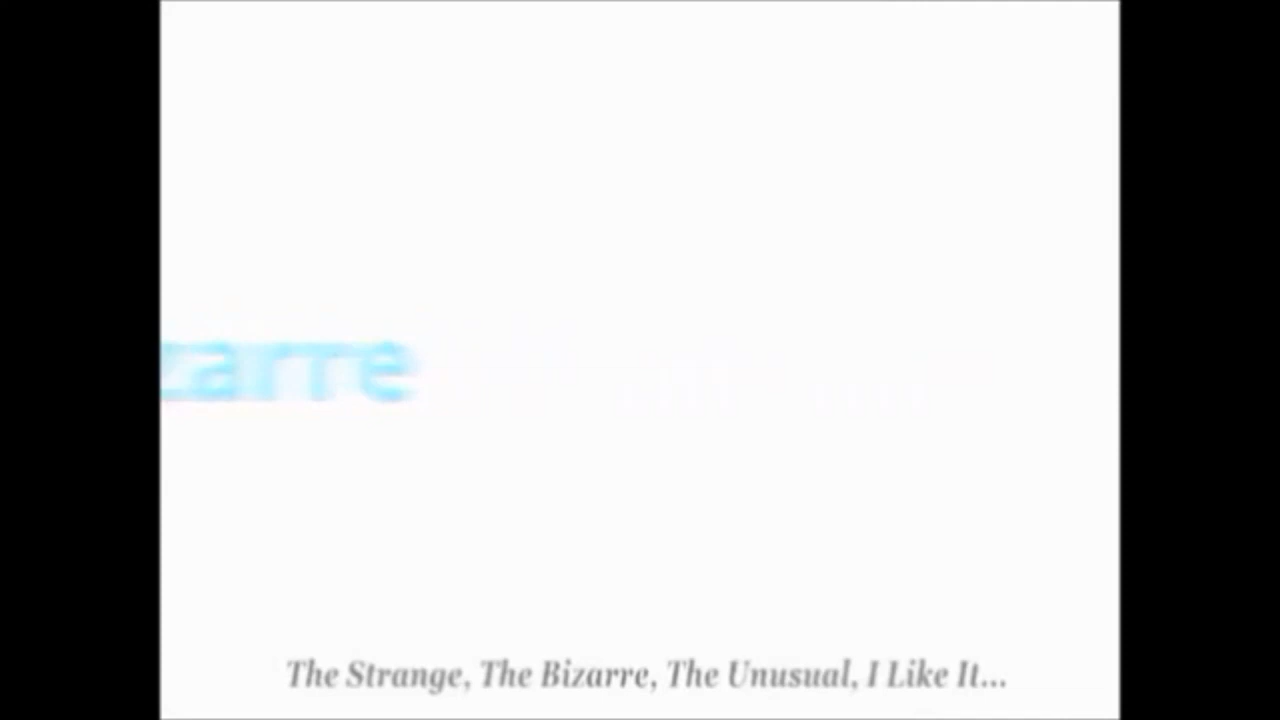 zarre
The Strange, The Bizarre, The Unusual, I Like It...